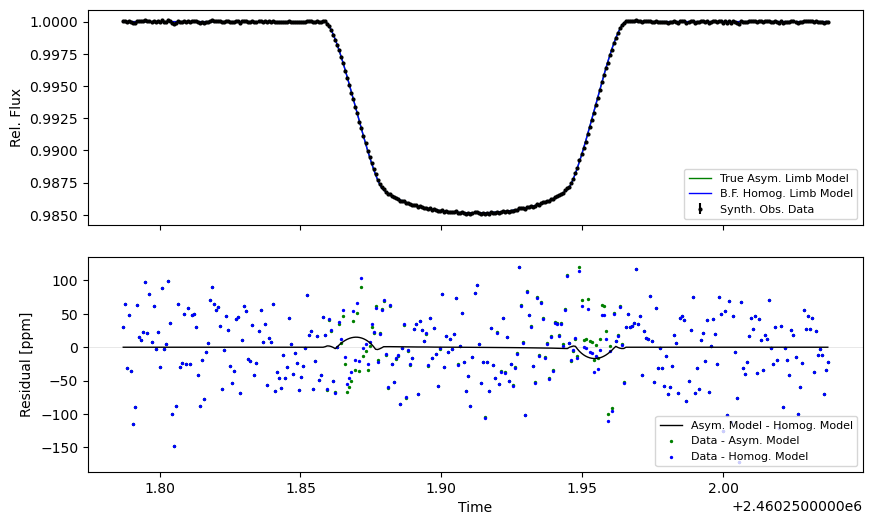 1.0000
0.9975
0.9950
0.9925
0.9900
0.9875
0.9850
Rel. Flux
True Asym. Limb Model
B.F. Homog. Limb Model
Synth. Obs. Data
100
50
0
−50
−100
−150
Residual [ppm]
Asym. Model - Homog. Model
Data - Asym. Model
Data - Homog. Model
1.80
1.85
1.90
1.95
2.00
Time
+2.4602500000e6